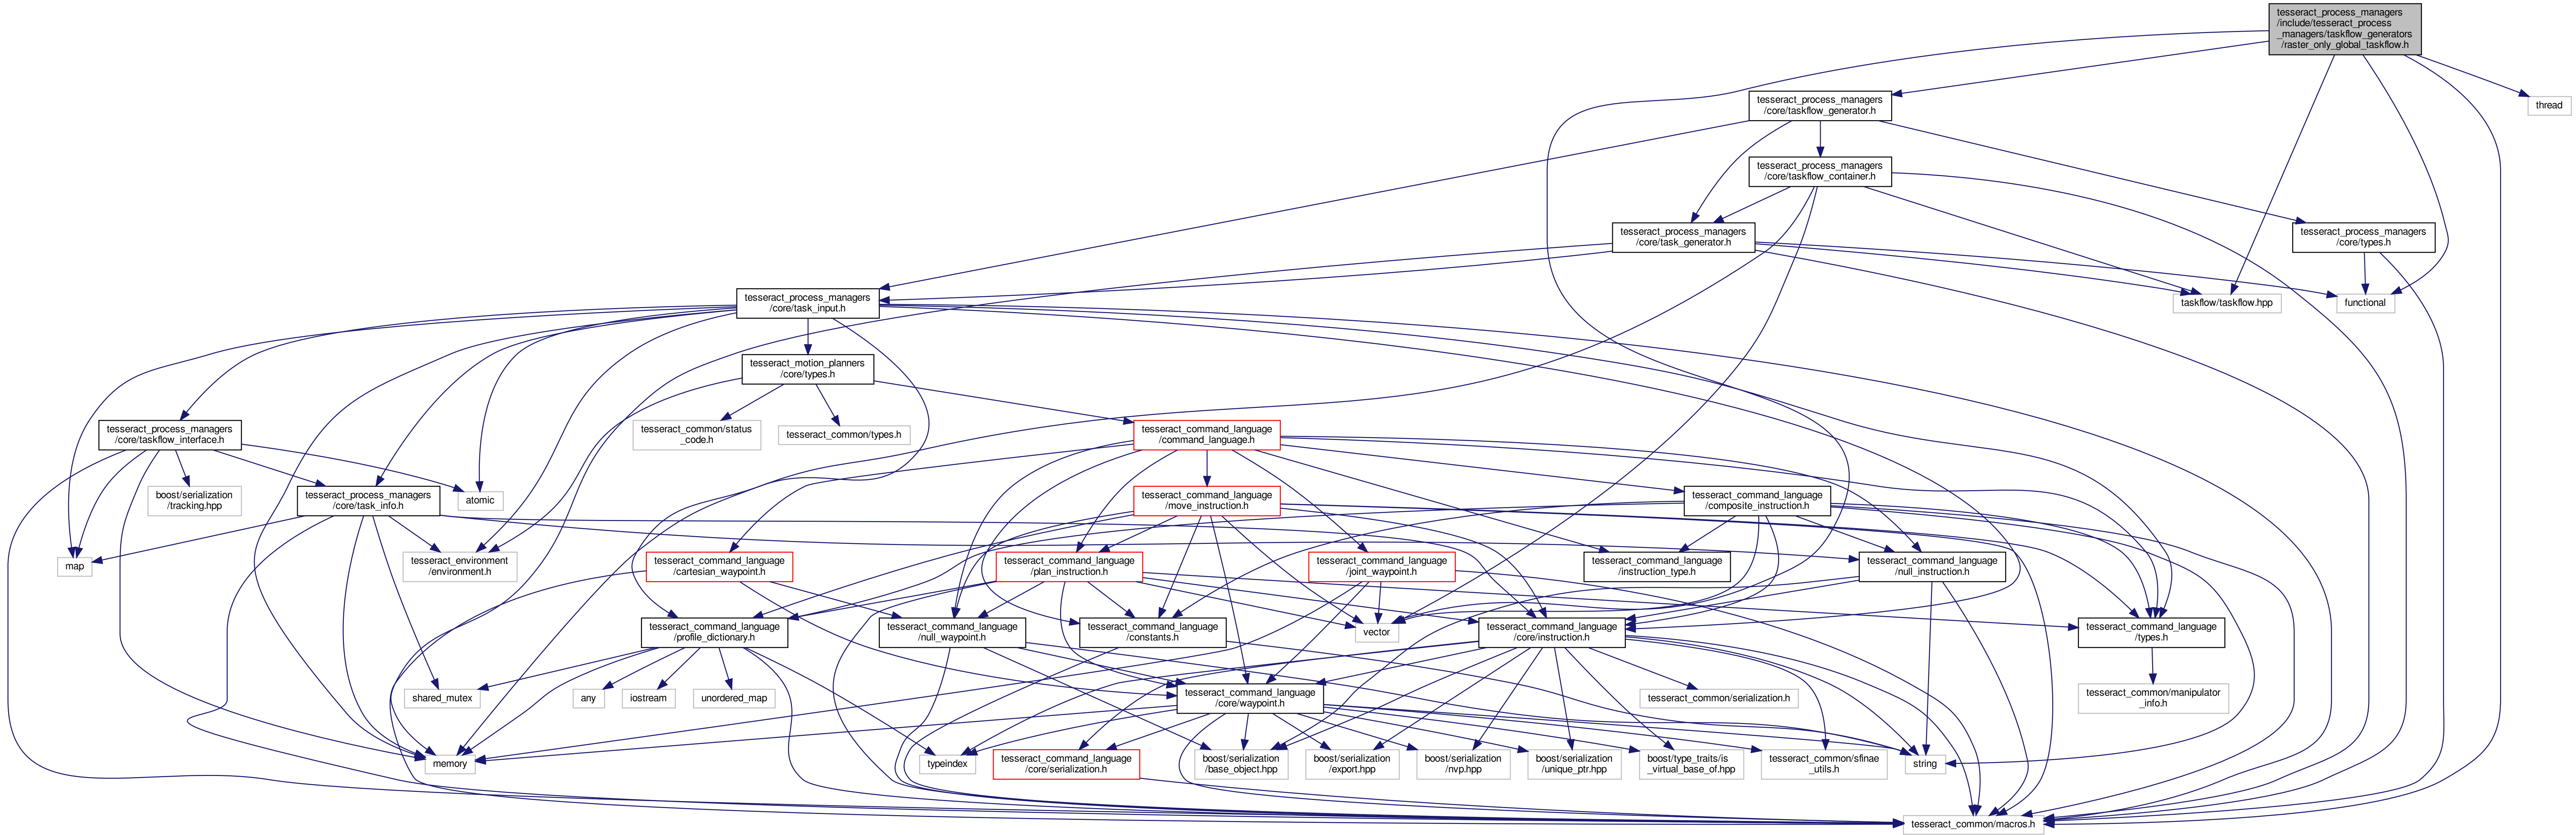 tesseract_process_managers
/include/tesseract_process
_managers/taskflow_generators
/raster_only_global_taskflow.h
tesseract_process_managers
/core/taskflow_generator.h
thread
tesseract_process_managers
/core/taskflow_container.h
tesseract_process_managers
/core/task_generator.h
tesseract_process_managers
/core/types.h
tesseract_process_managers
/core/task_input.h
taskflow/taskflow.hpp
functional
tesseract_motion_planners
/core/types.h
tesseract_process_managers
/core/taskflow_interface.h
tesseract_common/status
_code.h
tesseract_common/types.h
tesseract_command_language
/command_language.h
boost/serialization
/tracking.hpp
tesseract_process_managers
/core/task_info.h
atomic
tesseract_command_language
/move_instruction.h
tesseract_command_language
/composite_instruction.h
map
tesseract_environment
/environment.h
tesseract_command_language
/cartesian_waypoint.h
tesseract_command_language
/plan_instruction.h
tesseract_command_language
/joint_waypoint.h
tesseract_command_language
/instruction_type.h
tesseract_command_language
/null_instruction.h
tesseract_command_language
/profile_dictionary.h
tesseract_command_language
/null_waypoint.h
tesseract_command_language
/constants.h
vector
tesseract_command_language
/core/instruction.h
tesseract_command_language
/types.h
shared_mutex
any
iostream
unordered_map
tesseract_command_language
/core/waypoint.h
tesseract_common/serialization.h
tesseract_common/manipulator
_info.h
memory
typeindex
tesseract_command_language
/core/serialization.h
boost/serialization
/base_object.hpp
boost/serialization
/export.hpp
boost/serialization
/nvp.hpp
boost/serialization
/unique_ptr.hpp
boost/type_traits/is
_virtual_base_of.hpp
tesseract_common/sfinae
_utils.h
string
tesseract_common/macros.h